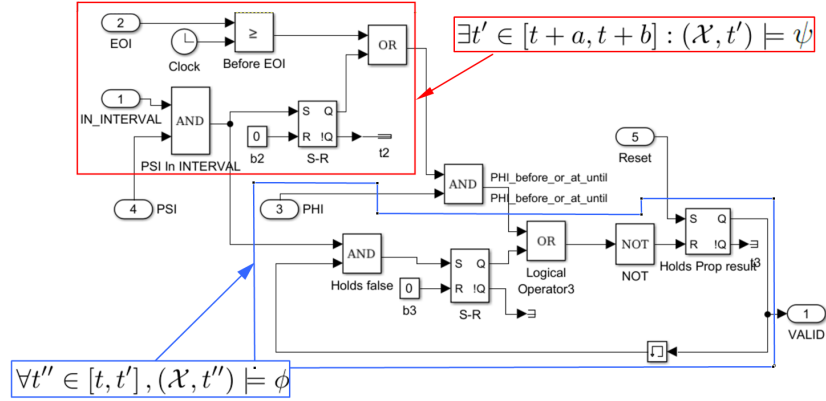 2
EOI
Clock
≥
Before EOI
OR
∃t′ ∈ [t + a, t + b] : (𝒳, t′) |= ψ
1
IN_INTERVAL
AND
PSI In INTERVAL
0
b2
S Q
R !Q
S-R
t2
4
PSI
3
PHI
AND
PHI_before_or_at_until
PHI_before_or_at_until
5
Reset
AND
Holds false
0
b3
S Q
R !Q
S-R
OR
Logical
Operator3
NOT
NOT
S Q
R !Q
Holds Prop result
t3
1
VALID
∀t″ ∈ [t, t′] , (𝒳, t″) |= ϕ